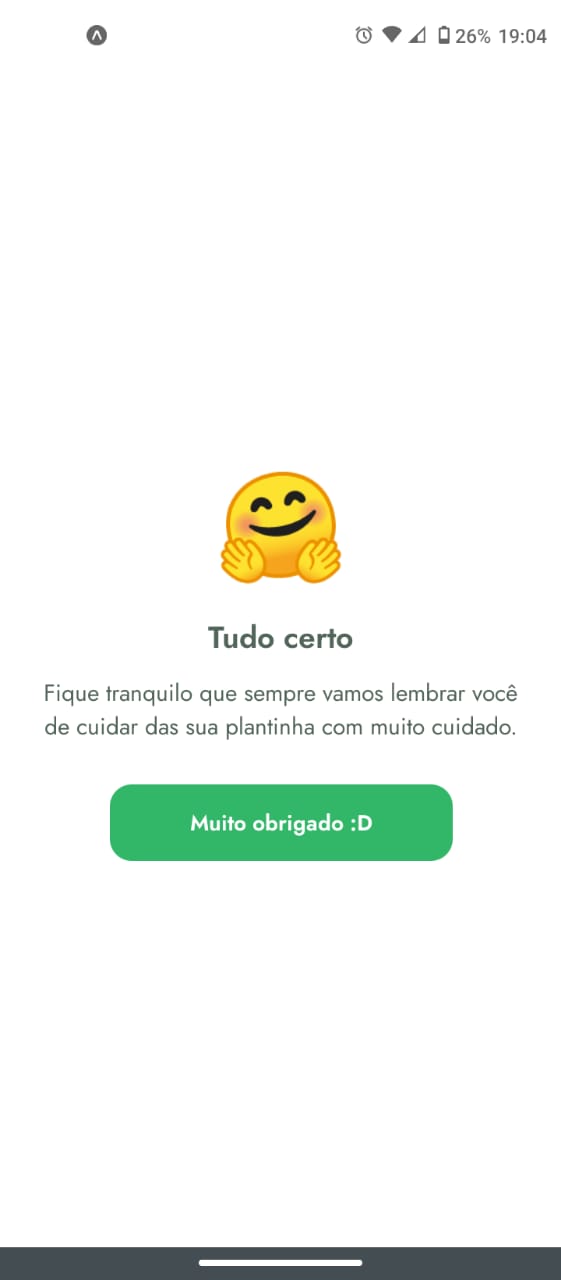 26% 19:04
Tudo certo
Fique tranquilo que sempre vamos lembrar você
de cuidar das sua plantinha com muito cuidado.
Muito obrigado :D